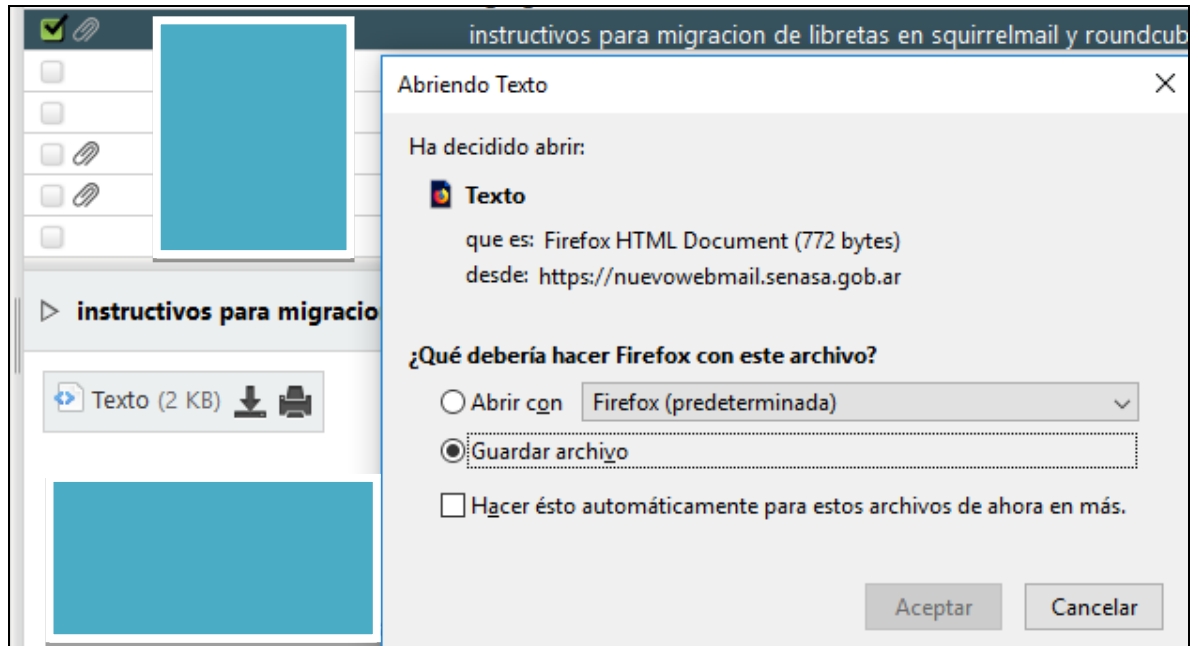 instructivos para migracion de libretas en squirrelmail y roundcub
Abriendo Texto
Ha decidido abrir:
Texto
que es: Firefox HTML Document (772 bytes)
desde: https://nuevowebmail.senasa.gob.ar
instructivos para migracio
¿Qué debería hacer Firefox con este archivo?
Texto (2 KB)
Abrir con Firefox (predeterminada)
Guardar archivo
Hacer ésto automáticamente para estos archivos de ahora en más.
Aceptar Cancelar